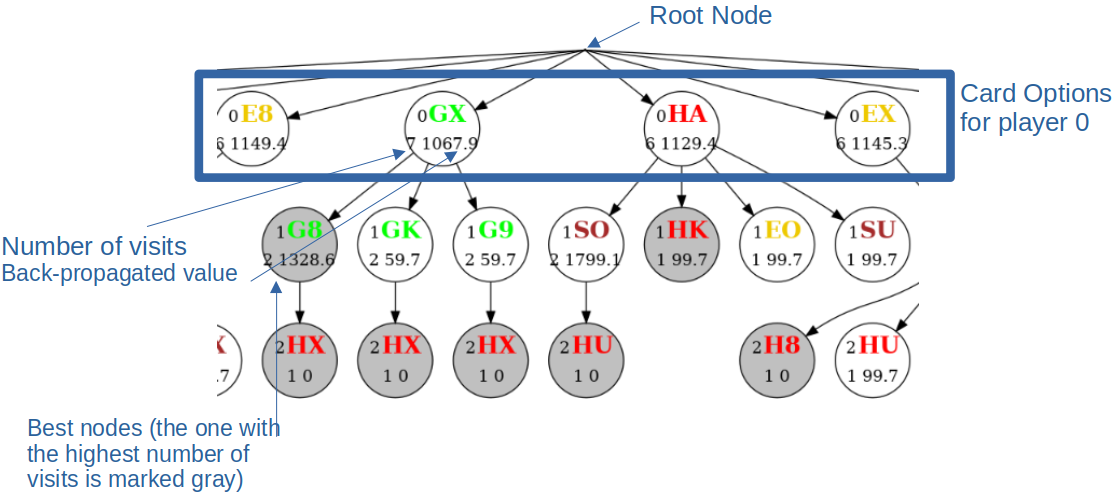 Root Node
Card Options
for player 0
0E8
6 1149.4
0GX
7 1067.9
0HA
6 1129.4
0EX
6 1145.3
Number of visits
Back-propagated value
1G8
2 1328.6
1GK
2 59.7
1G9
2 59.7
1SO
2 1799.1
1HK
1 99.7
1EO
1 99.7
1SU
1 99.7
.7
2HX
1 0
2HX
1 0
2HX
1 0
2HU
1 0
2H8
1 0
2HU
1 99.7
Best nodes (the one with
the highest number of
visits is marked gray)